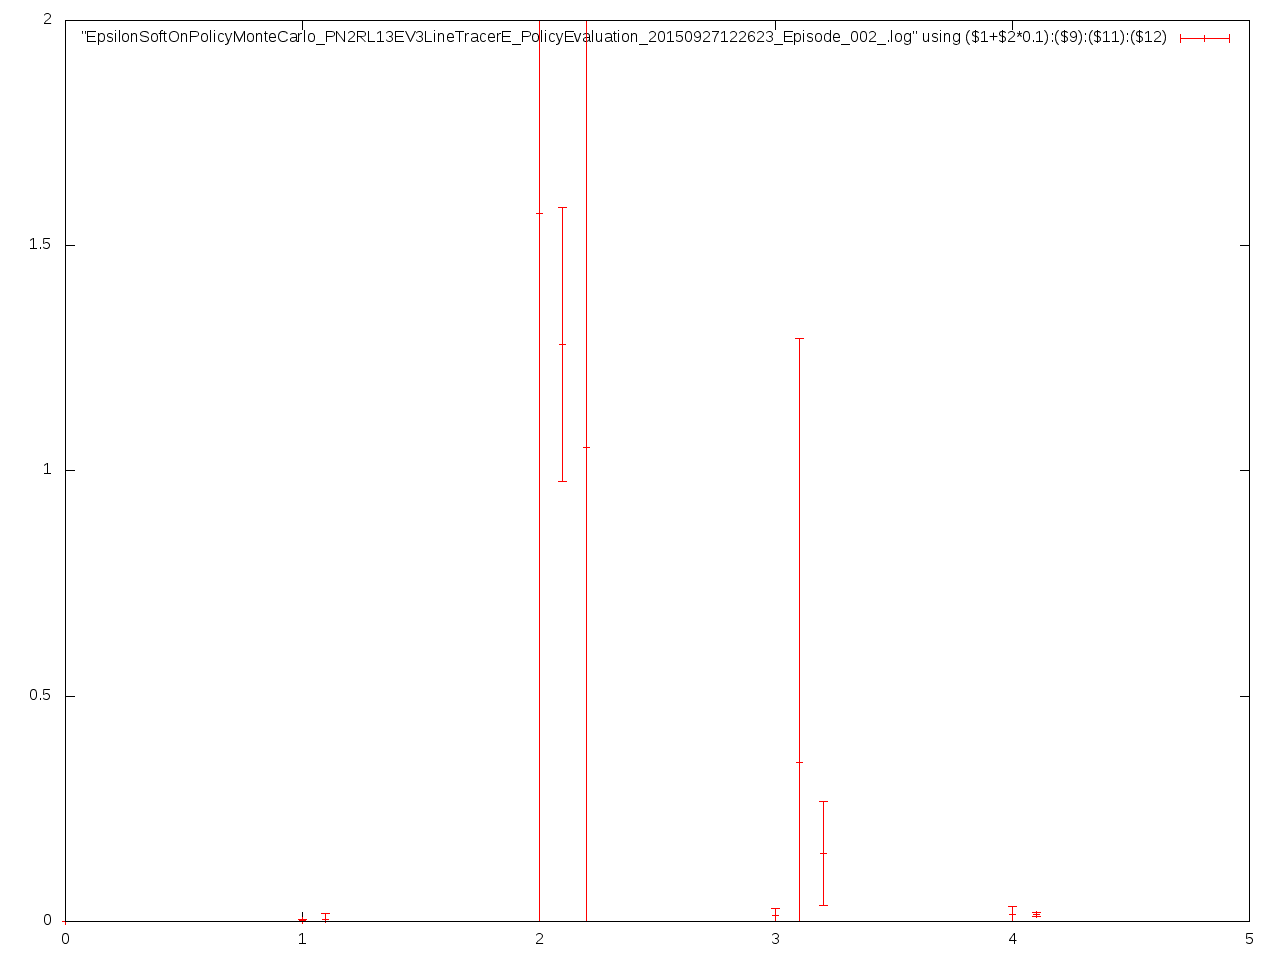 2
"EpsilonSoftOnPolicyMonteCarlo_PN2RL13EV3LineTracerE_PolicyEvaluation_20150927122623_Episode_002_.log" using ($1+$2*0.1):($9):($11):($12)
1.5
1
0.5
0
0 1 2 3 4 5